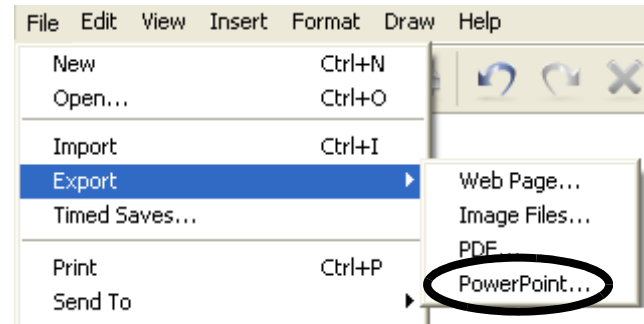 File Edit View Insert Format Draw Help
New Ctrl+N
Open... Ctrl+O
Import Ctrl+I
Export
Timed Saves...
Print Ctrl+P
Send To
Web Page...
Image Files...
PDF...
PowerPoint...